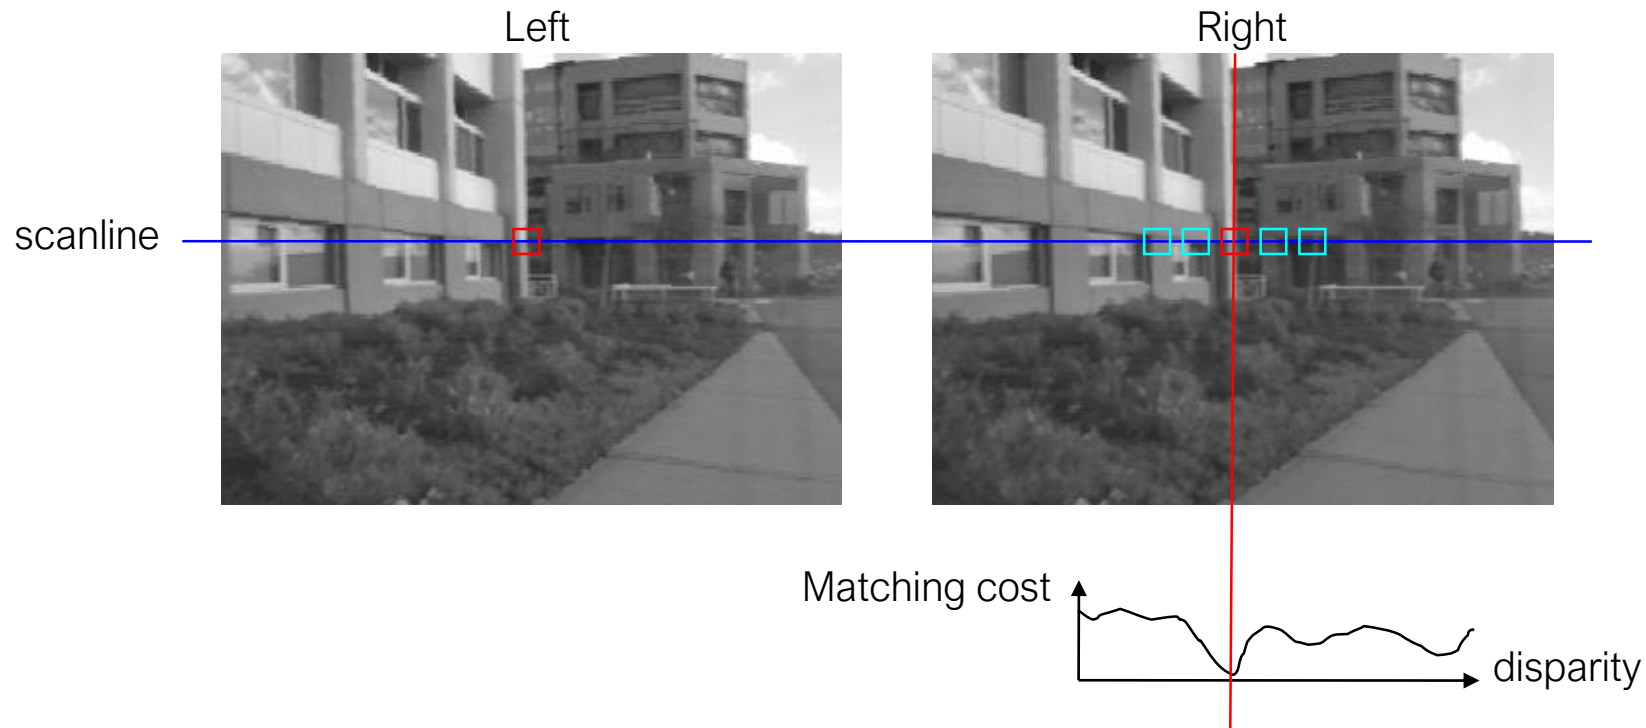 Left
Right
scanline
Matching cost
disparity